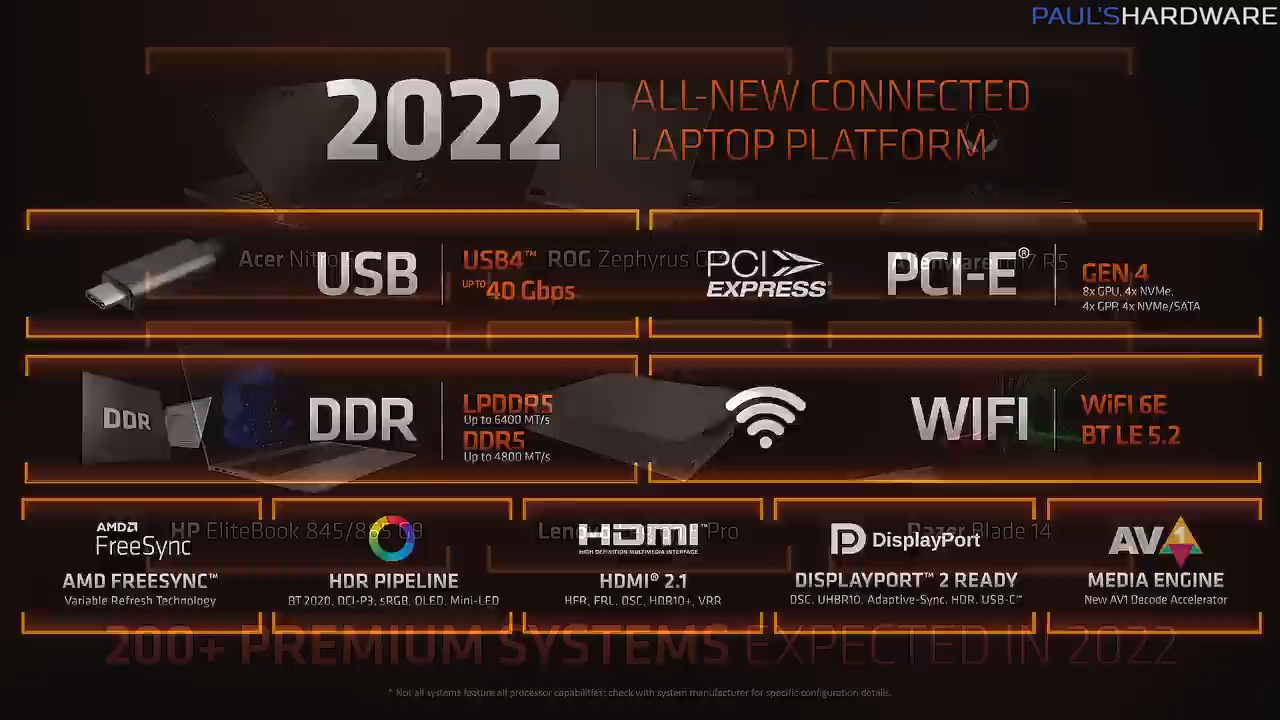 PAUL'SHARDWARE
2022
ALL-NEW CONNECTED
LAPTOP PLATFORM
USB
USB4™
UP TO 40 Gbps
PCI
EXPRESS®
PCI-E®
GEN 4
8x GPU, 4x NVMe,
4x GPP, 4x NVMe/SATA
Acer Nitro
ROG Zephyrus
Alienware R5
DDR
DDR
LPDDR5
Up to 6400 MT/s
DDR5
Up to 4800 MT/s
WIFI
WiFi 6E
BT LE 5.2
AMD
FreeSync
AMD FREESYNC™
Variable Refresh Technology
HDR PIPELINE
BT 2020, DCI-P3, sRGB, OLED, Mini-LED
HDMI™
HIGH DEFINITION MULTIMEDIA INTERFACE
HDMI® 2.1
HFR, FRL, DSC, HDR10+, VRR
DisplayPort
DISPLAYPORT™ 2 READY
DSC, UHBR10, Adaptive-Sync, HDR, USB-C™
AV1
MEDIA ENGINE
New AV1 Decode Accelerator
HP EliteBook 845/865 G9
Pro
Razer Blade 14
200+ PREMIUM SYSTEMS EXPECTED IN 2022
* Not all systems feature all processor capabilities; check with system manufacturer for specific configuration details.